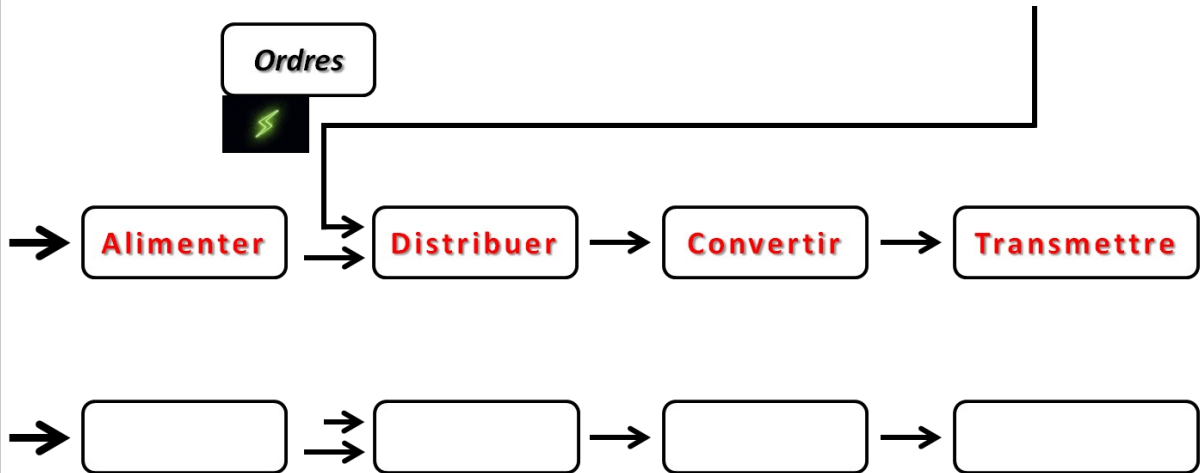 Ordres
Alimenter
Distribuer
Convertir
Transmettre